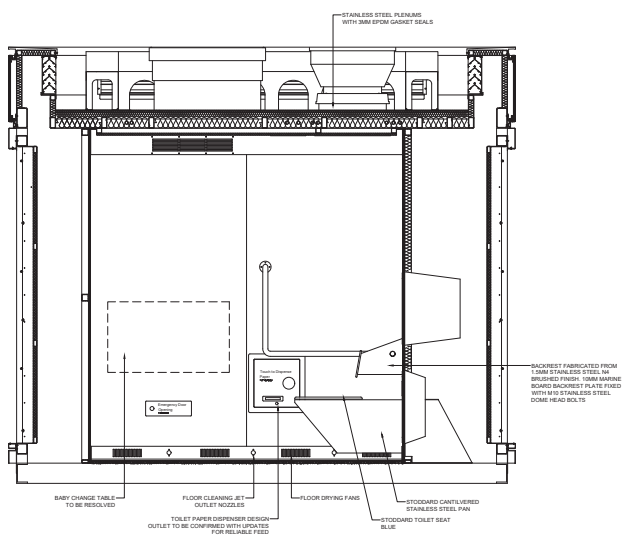 STAINLESS STEEL PLENUMS
WITH 3MM EPDM GASKET SEALS
Touch to Dispense
Paper
Emergency Door
Opening
BACKREST FABRICATED FROM
1.5MM STAINLESS STEEL N4
BRUSHED FINISH. 10MM MARINE
BOARD BACKREST PLATE FIXED
WITH M10 STAINLESS STEEL
DOME HEAD BOLTS
BABY CHANGE TABLE
TO BE RESOLVED
FLOOR CLEANING JET
OUTLET NOZZLES
FLOOR DRYING FANS
STODDARD CANTILVERED
STAINLESS STEEL PAN
TOILET PAPER DISPENSER DESIGN
OUTLET TO BE CONFIRMED WITH UPDATES
FOR RELIABLE FEED
STODDARD TOILET SEAT
BLUE